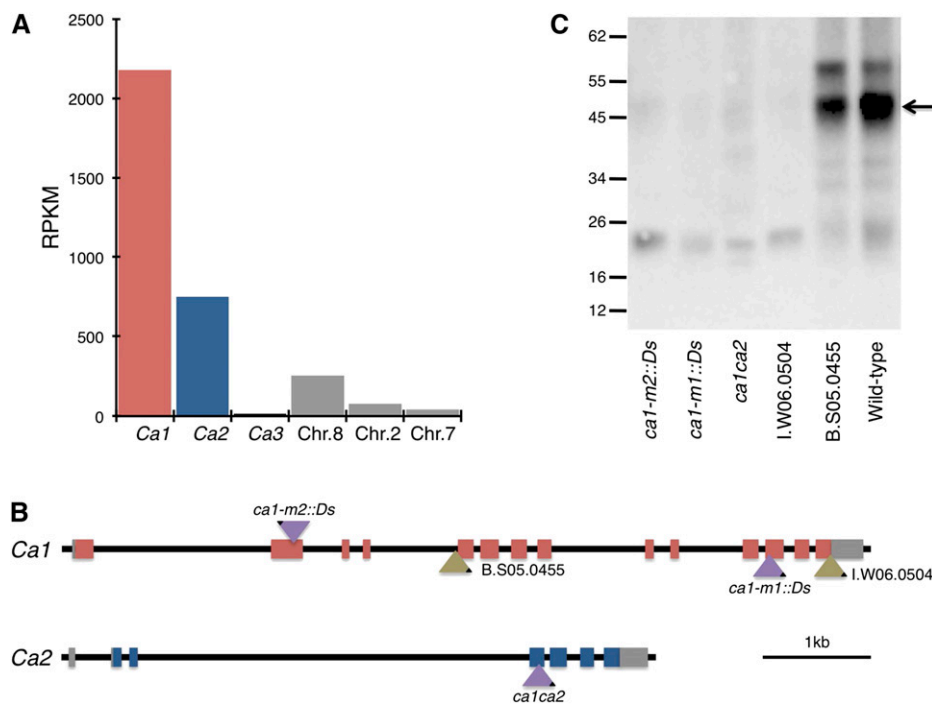 A
2500
2000
1500
1000
500
0
RPKM
Ca1 Ca2 Ca3 Chr.8 Chr.2 Chr.7
C
62
55
45
34
26
16
12
ca1-m2::Ds
ca1-m1::Ds
ca1ca2
I.W06.0504
B.S05.0455
Wild-type
B
ca1-m2::Ds
Ca1
B.S05.0455
ca1-m1::Ds
I.W06.0504
Ca2
ca1ca2
1kb